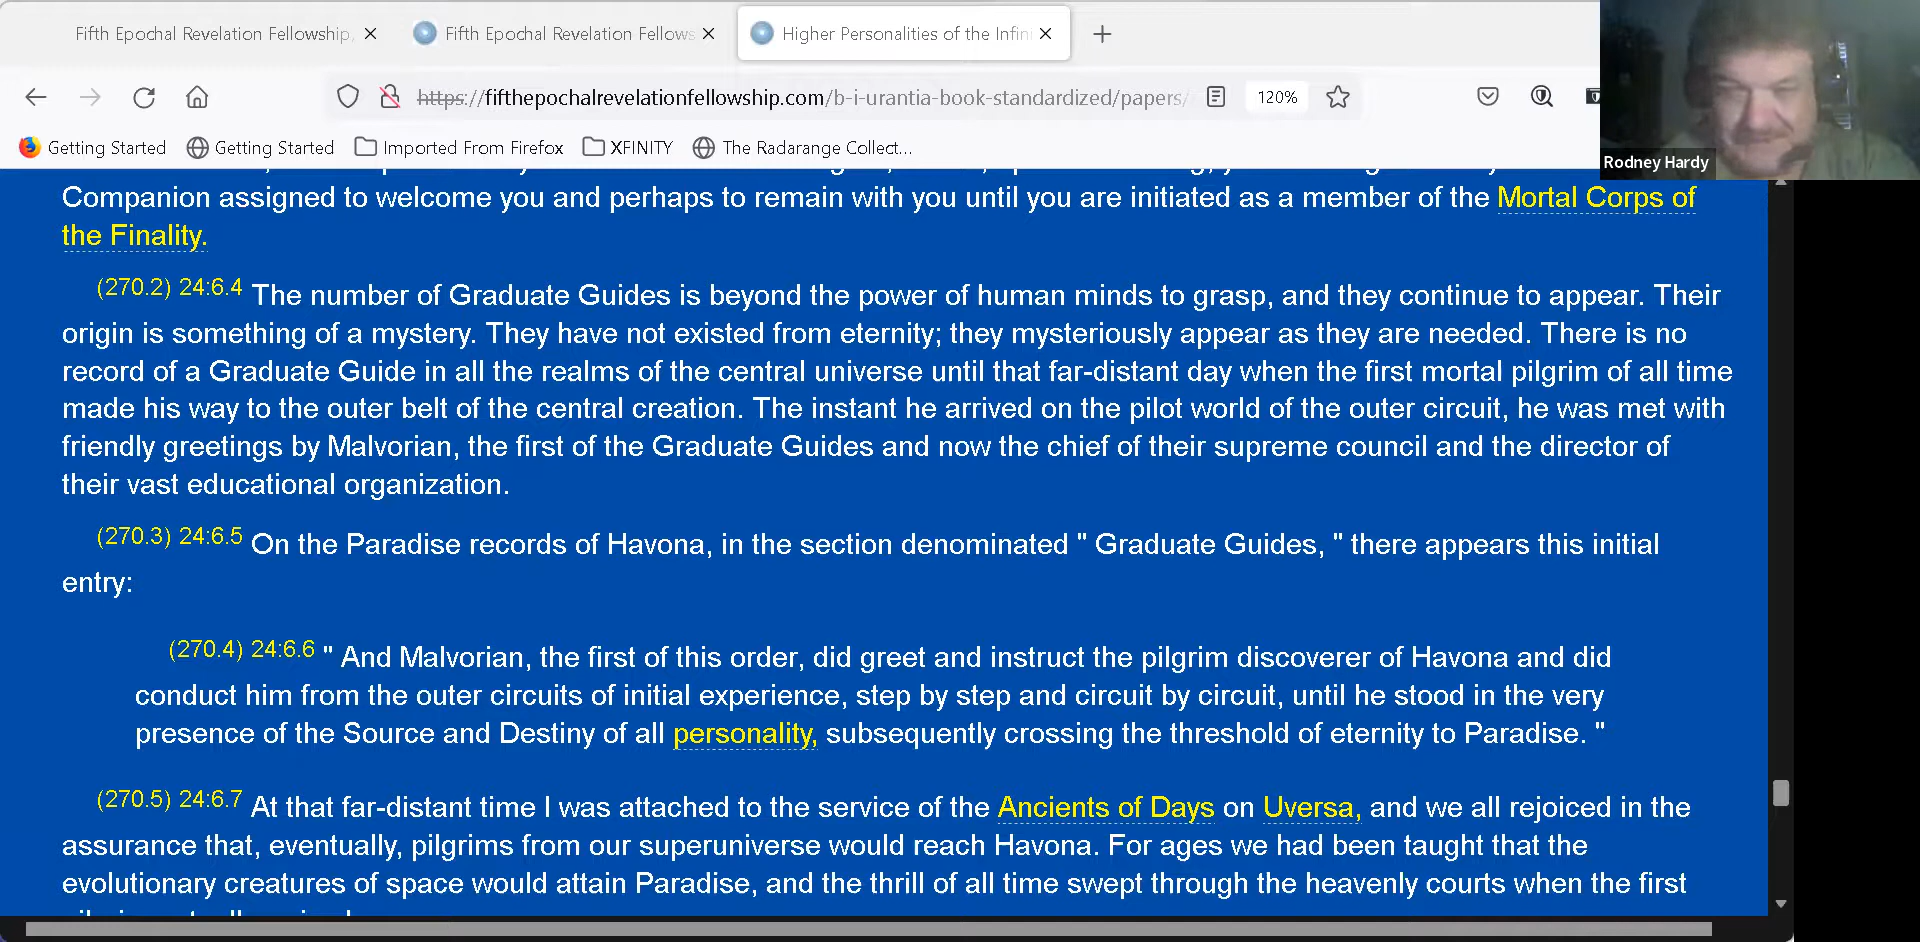 Fifth Epochal Revelation Fellowship,
Fifth Epochal Revelation Fellows
Higher Personalities of the Infini
https://fifthepochalrevelationfellowship.com/b-i-urantia-book-standardized/papers/
120%
Getting Started
Getting Started
Imported From Firefox
XFINITY
The Radarange Collect...
Rodney Hardy
Companion assigned to welcome you and perhaps to remain with you until you are initiated as a member of the Mortal Corps of
the Finality.
(270.2) 24:6.4 The number of Graduate Guides is beyond the power of human minds to grasp, and they continue to appear. Their
origin is something of a mystery. They have not existed from eternity; they mysteriously appear as they are needed. There is no
record of a Graduate Guide in all the realms of the central universe until that far-distant day when the first mortal pilgrim of all time
made his way to the outer belt of the central creation. The instant he arrived on the pilot world of the outer circuit, he was met with
friendly greetings by Malvorian, the first of the Graduate Guides and now the chief of their supreme council and the director of
their vast educational organization.
(270.3) 24:6.5 On the Paradise records of Havona, in the section denominated " Graduate Guides, " there appears this initial
entry:
(270.4) 24:6.6 " And Malvorian, the first of this order, did greet and instruct the pilgrim discoverer of Havona and did
conduct him from the outer circuits of initial experience, step by step and circuit by circuit, until he stood in the very
presence of the Source and Destiny of all personality, subsequently crossing the threshold of eternity to Paradise. "
(270.5) 24:6.7 At that far-distant time I was attached to the service of the Ancients of Days on Uversa, and we all rejoiced in the
assurance that, eventually, pilgrims from our superuniverse would reach Havona. For ages we had been taught that the
evolutionary creatures of space would attain Paradise, and the thrill of all time swept through the heavenly courts when the first